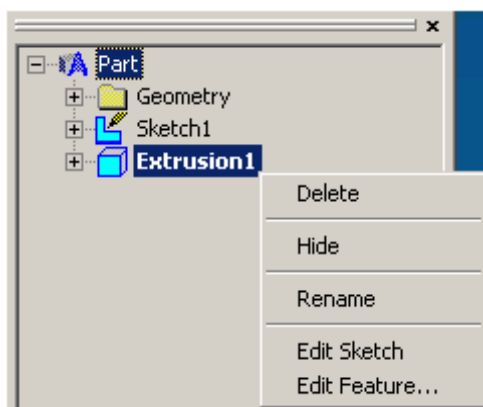 Part
Geometry
Sketch1
Extrusion1
Delete
Hide
Rename
Edit Sketch
Edit Feature...